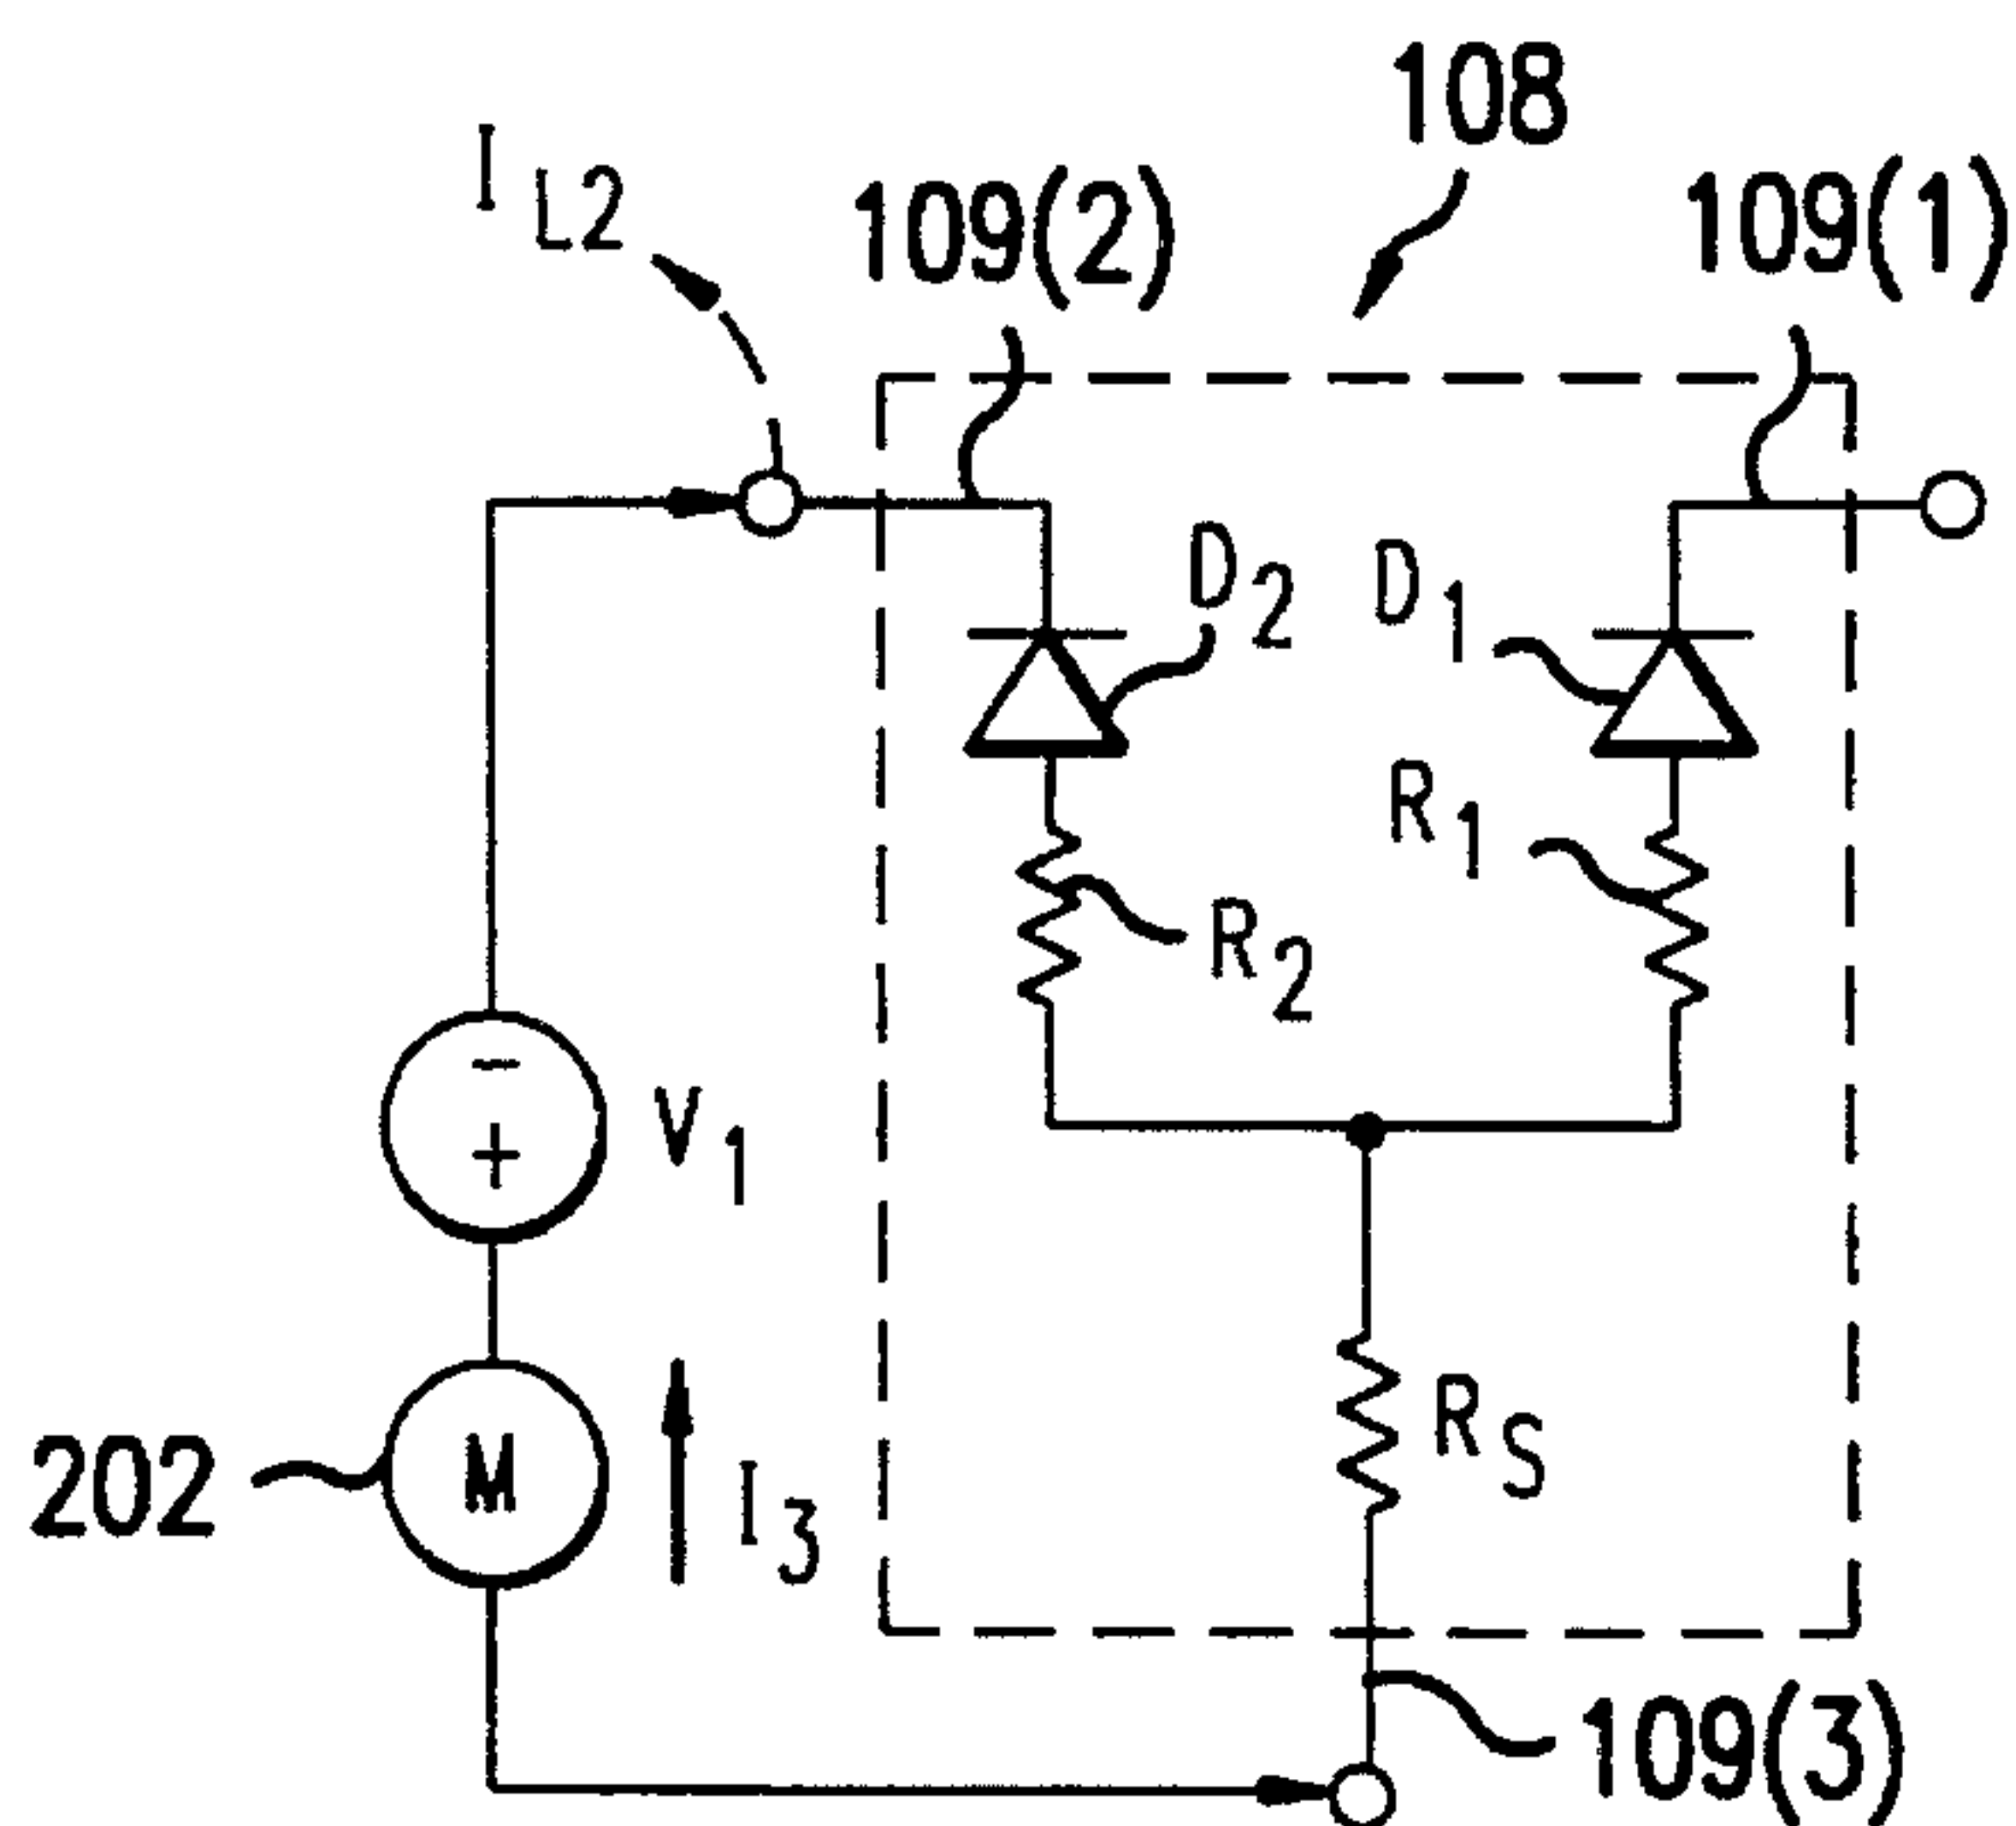 108
I L2
109(2)
109(1)
D2
D1
R1
R2
−
+
V1
RS
202
M
I3
109(3)